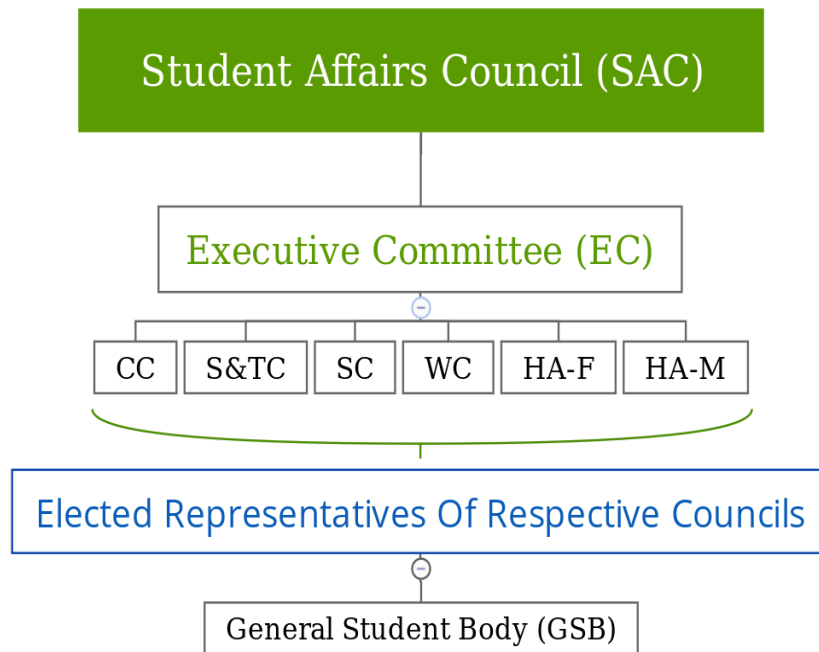 Student Affairs Council (SAC)
Executive Committee (EC)
CC
S&TC
SC
WC
HA-F
HA-M
Elected Representatives Of Respective Councils
General Student Body (GSB)